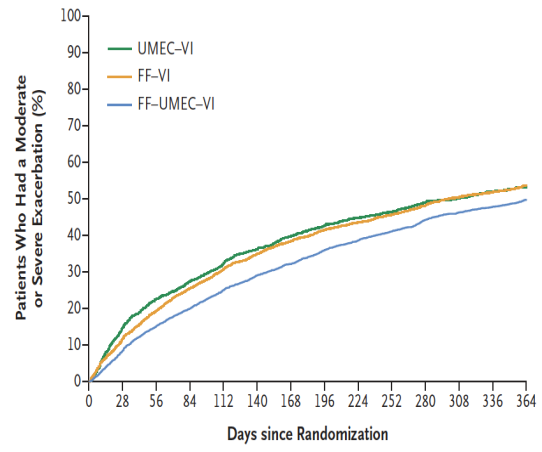 Patients Who Had a Moderate
or Severe Exacerbation (%)
100
90
80
70
60
50
40
30
20
10
0
UMEC–VI
FF–VI
FF–UMEC–VI
0 28 56 84 112 140 168 196 224 252 280 308 336 364
Days since Randomization